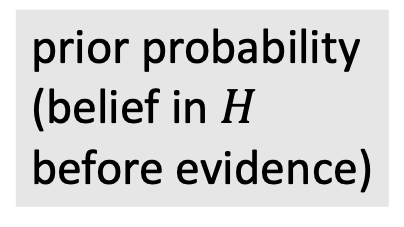 prior probability
(belief in H
before evidence)